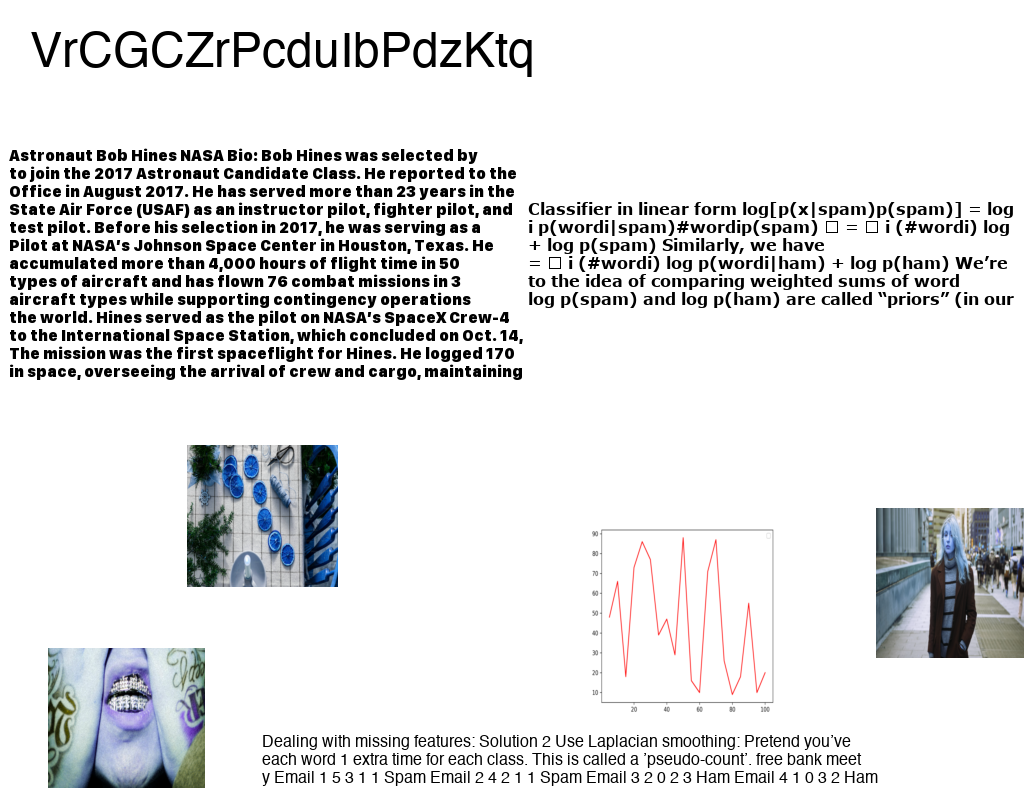 VrCGCZrPcduIbPdzKtq
Astronaut Bob Hines NASA Bio: Bob Hines was selected by
to join the 2017 Astronaut Candidate Class. He reported to the
Office in August 2017. He has served more than 23 years in the
State Air Force (USAF) as an instructor pilot, fighter pilot, and
test pilot. Before his selection in 2017, he was serving as a
Pilot at NASA’s Johnson Space Center in Houston, Texas. He
accumulated more than 4,000 hours of flight time in 50
types of aircraft and has flown 76 combat missions in 3
aircraft types while supporting contingency operations
the world. Hines served as the pilot on NASA’s SpaceX Crew-4
to the International Space Station, which concluded on Oct. 14,
The mission was the first spaceflight for Hines. He logged 170
in space, overseeing the arrival of crew and cargo, maintaining
Classifier in linear form log[p(x|spam)p(spam)] = log
i p(wordi|spam)#wordip(spam) □ = □ i (#wordi) log
+ log p(spam) Similarly, we have
= □ i (#wordi) log p(wordi|ham) + log p(ham) We’re
to the idea of comparing weighted sums of word
log p(spam) and log p(ham) are called “priors” (in our
90
80
70
60
50
40
30
20
10
20 40 60 80 100
Dealing with missing features: Solution 2 Use Laplacian smoothing: Pretend you’ve
each word 1 extra time for each class. This is called a ’pseudo-count’. free bank meet
y Email 1 5 3 1 1 Spam Email 2 4 2 1 1 Spam Email 3 2 0 2 3 Ham Email 4 1 0 3 2 Ham